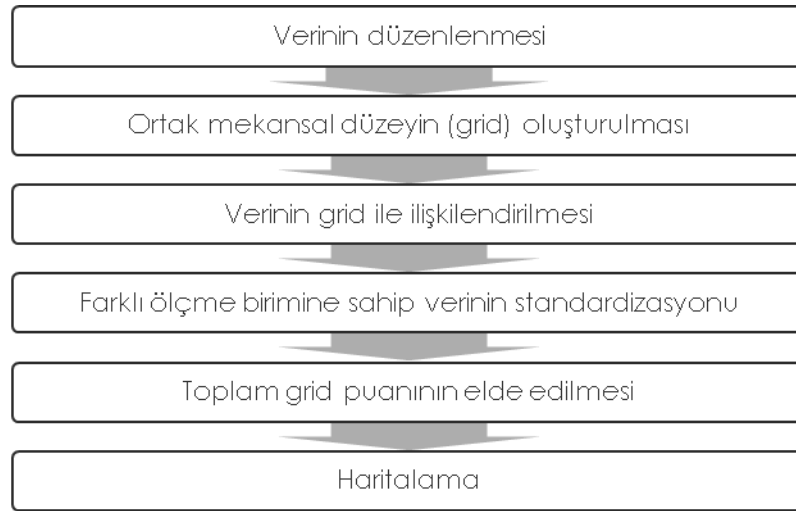 Verinin düzenlenmesi
Ortak mekansal düzeyin (grid) oluşturulması
Verinin grid ile ilişkilendirilmesi
Farklı ölçme birimine sahip verinin standardizasyonu
Toplam grid puanının elde edilmesi
Haritalama